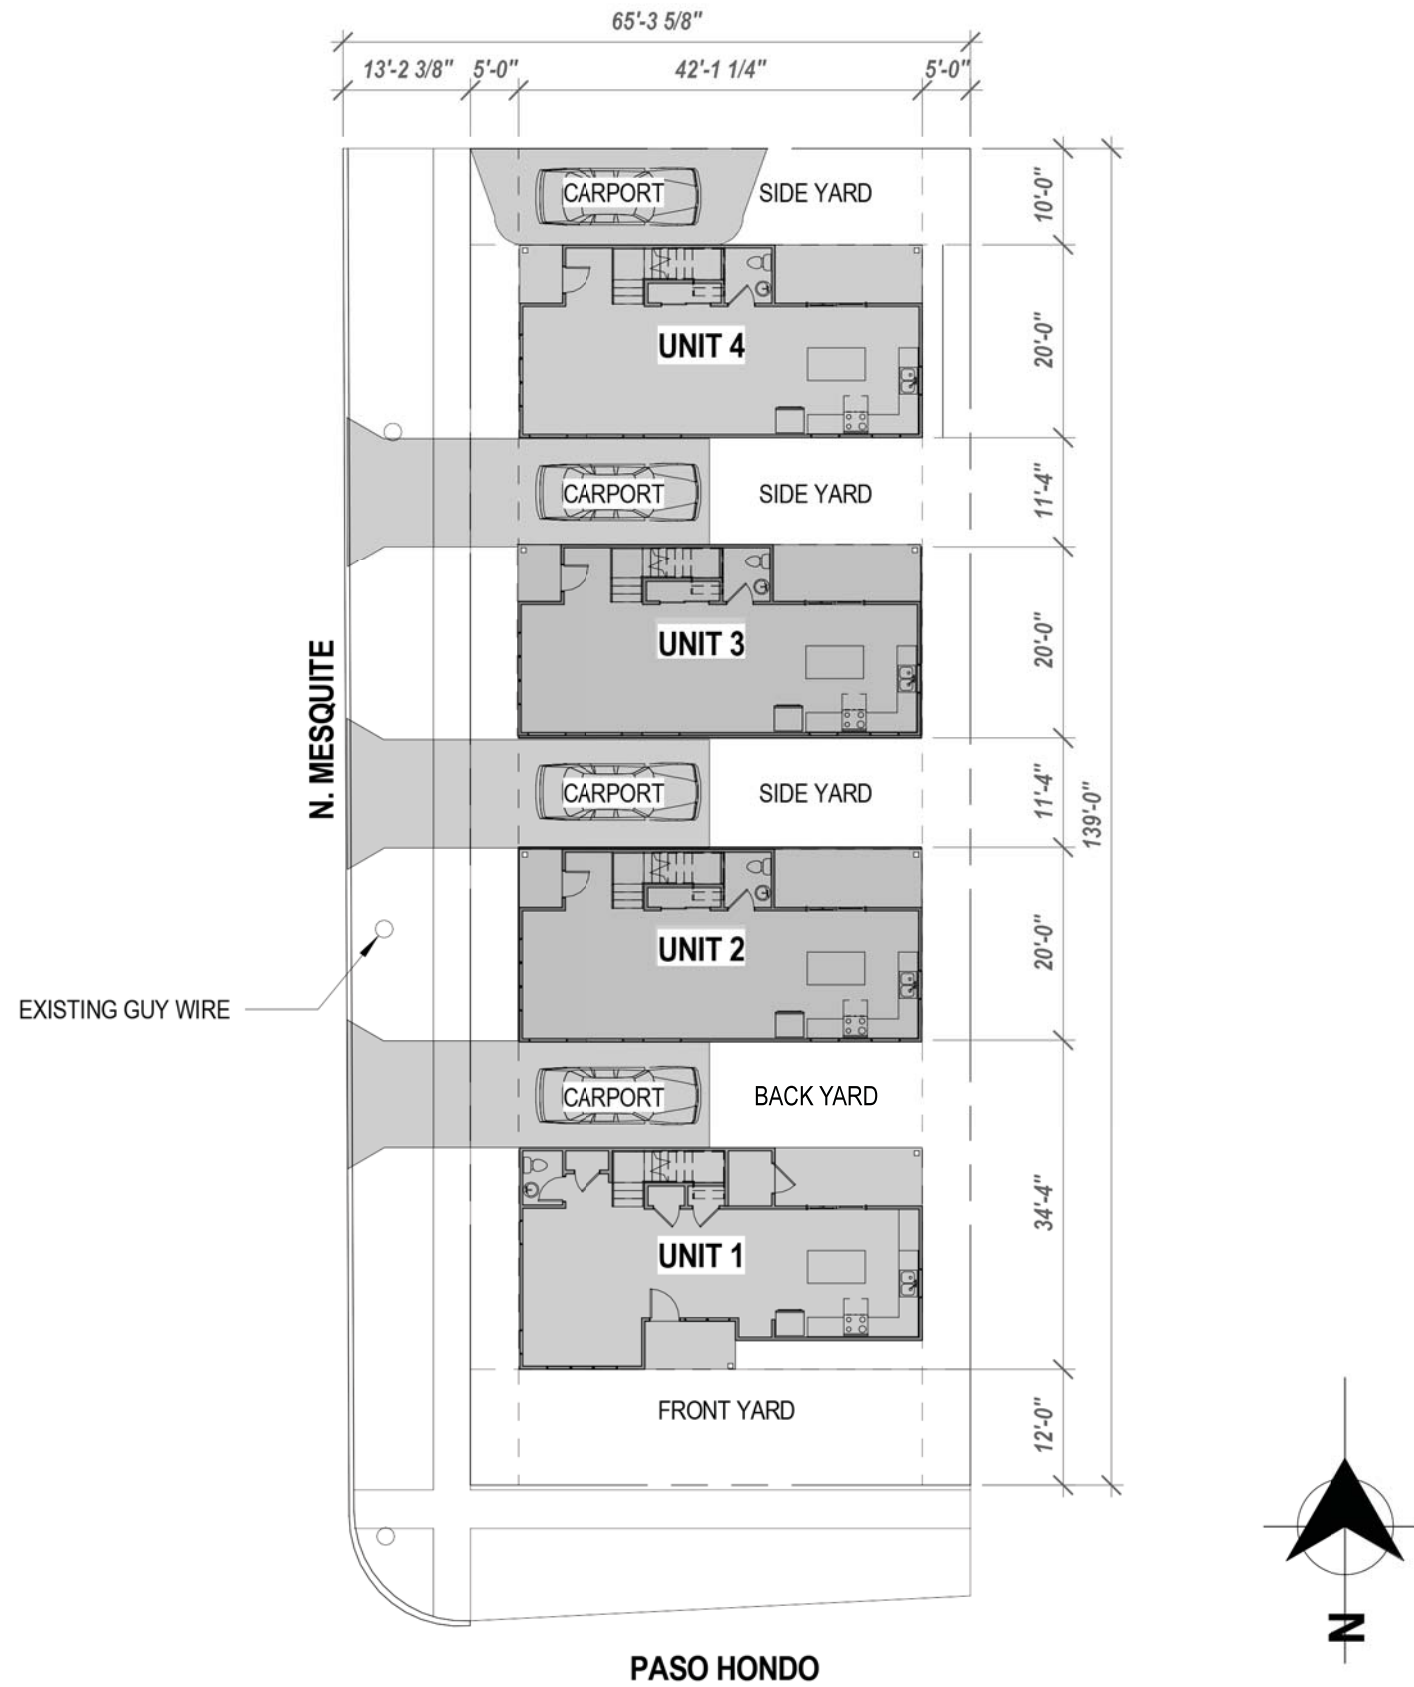 65'-3 5/8"
13'-2 3/8" 5'-0" 42'-1 1/4" 5'-0"
CARPORT SIDE YARD
10'-0"
UNIT 4
20'-0"
CARPORT SIDE YARD
11'-4"
UNIT 3
20'-0"
N. MESQUITE
CARPORT SIDE YARD
11'-4"
139'-0"
UNIT 2
20'-0"
EXISTING GUY WIRE
CARPORT BACK YARD
34'-4"
UNIT 1
FRONT YARD
12'-0"
N
PASO HONDO